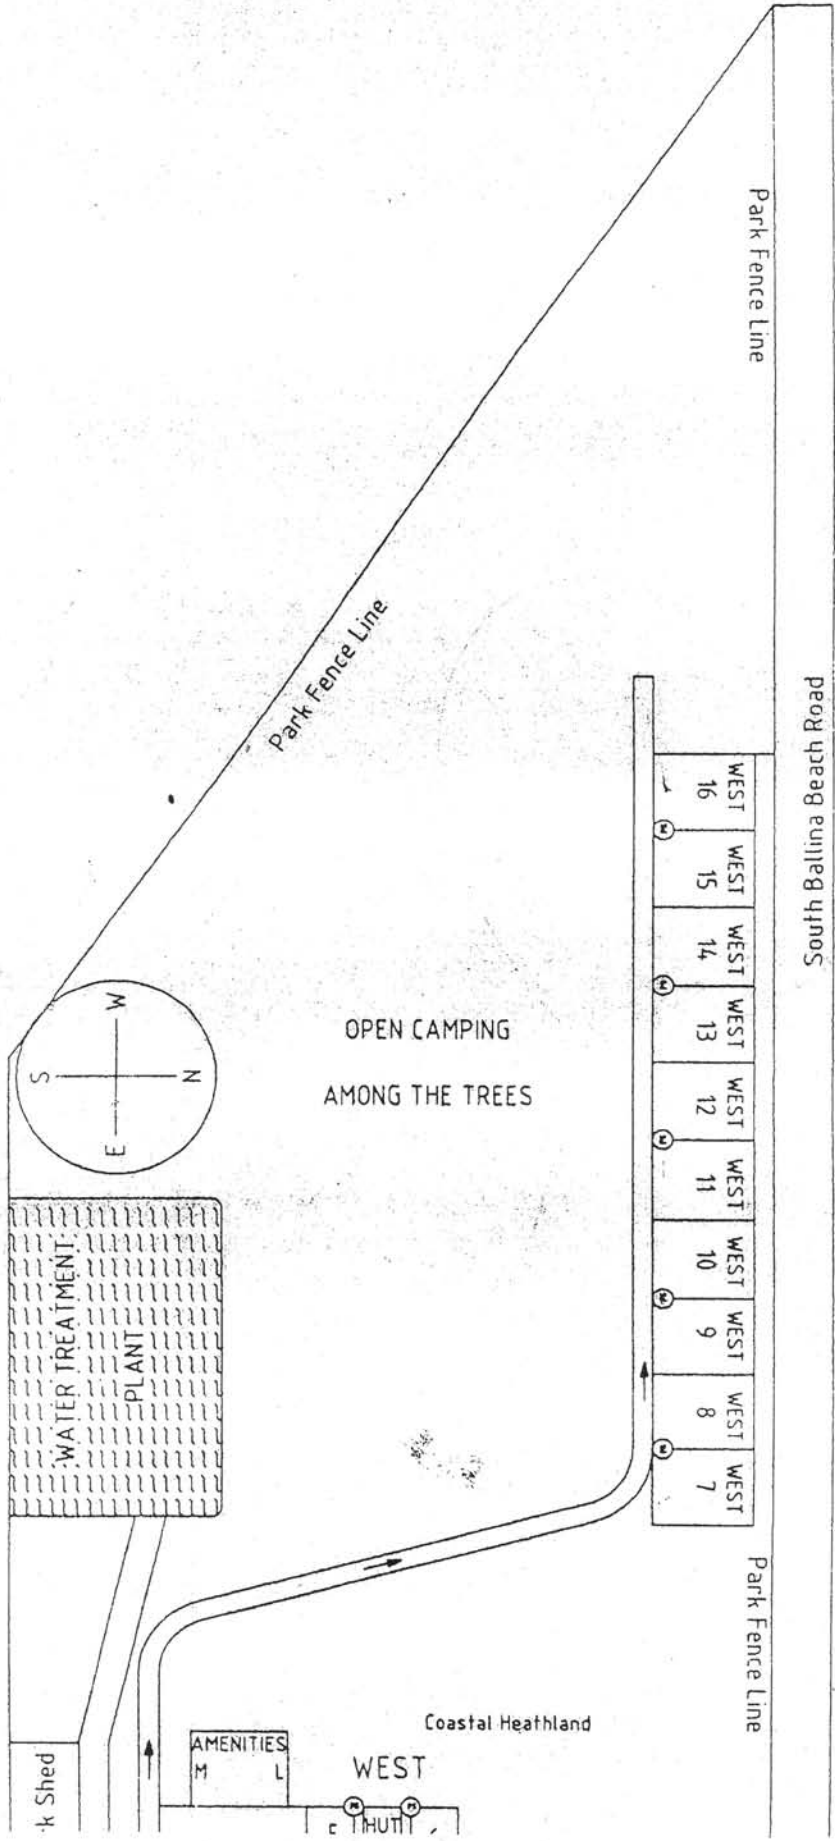 Park Fence Line
South Ballina Beach Road
Park Fence Line
WEST
16
WEST
15
WEST
14
WEST
13
WEST
12
WEST
11
WEST
10
WEST
9
WEST
8
WEST
7
M
M
M
M
M
OPEN CAMPING
AMONG THE TREES
W
S
N
E
WATER TREATMENT
PLANT
Park Fence Line
Coastal Heathland
AMENITIES
M L
WEST
M
M
HUT
k Shed